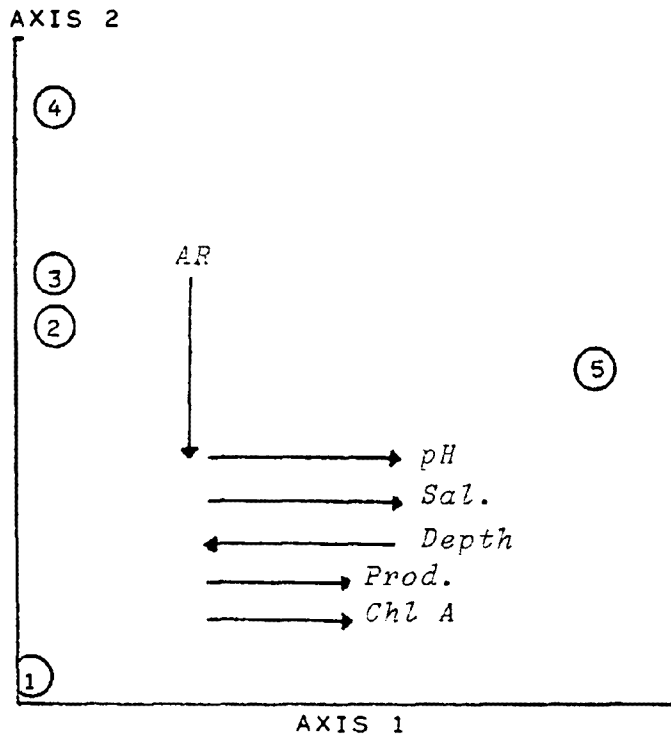 AXIS 2
4
AR
3
2
5
pH
Sal.
Depth
Prod.
Chl A
1
AXIS 1